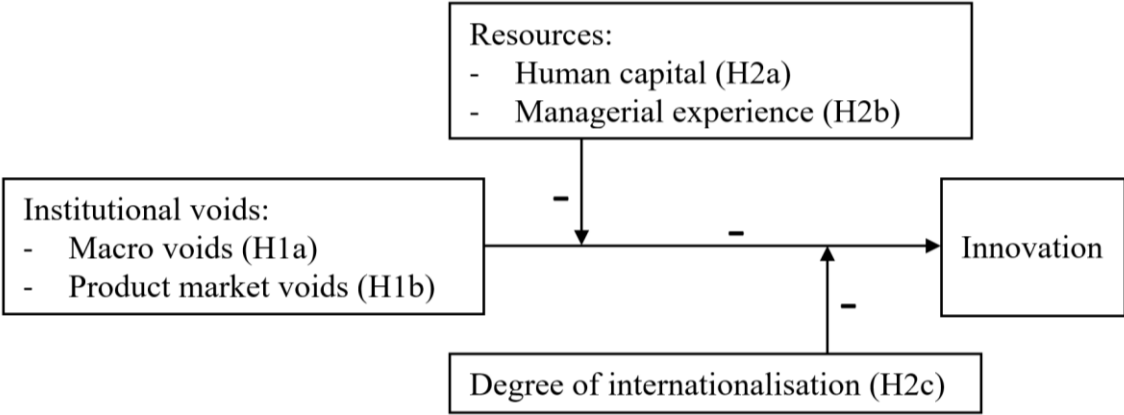 Resources:
- Human capital (H2a)
- Managerial experience (H2b)
Institutional voids:
- Macro voids (H1a)
- Product market voids (H1b)
-
-
Innovation
-
Degree of internationalisation (H2c)